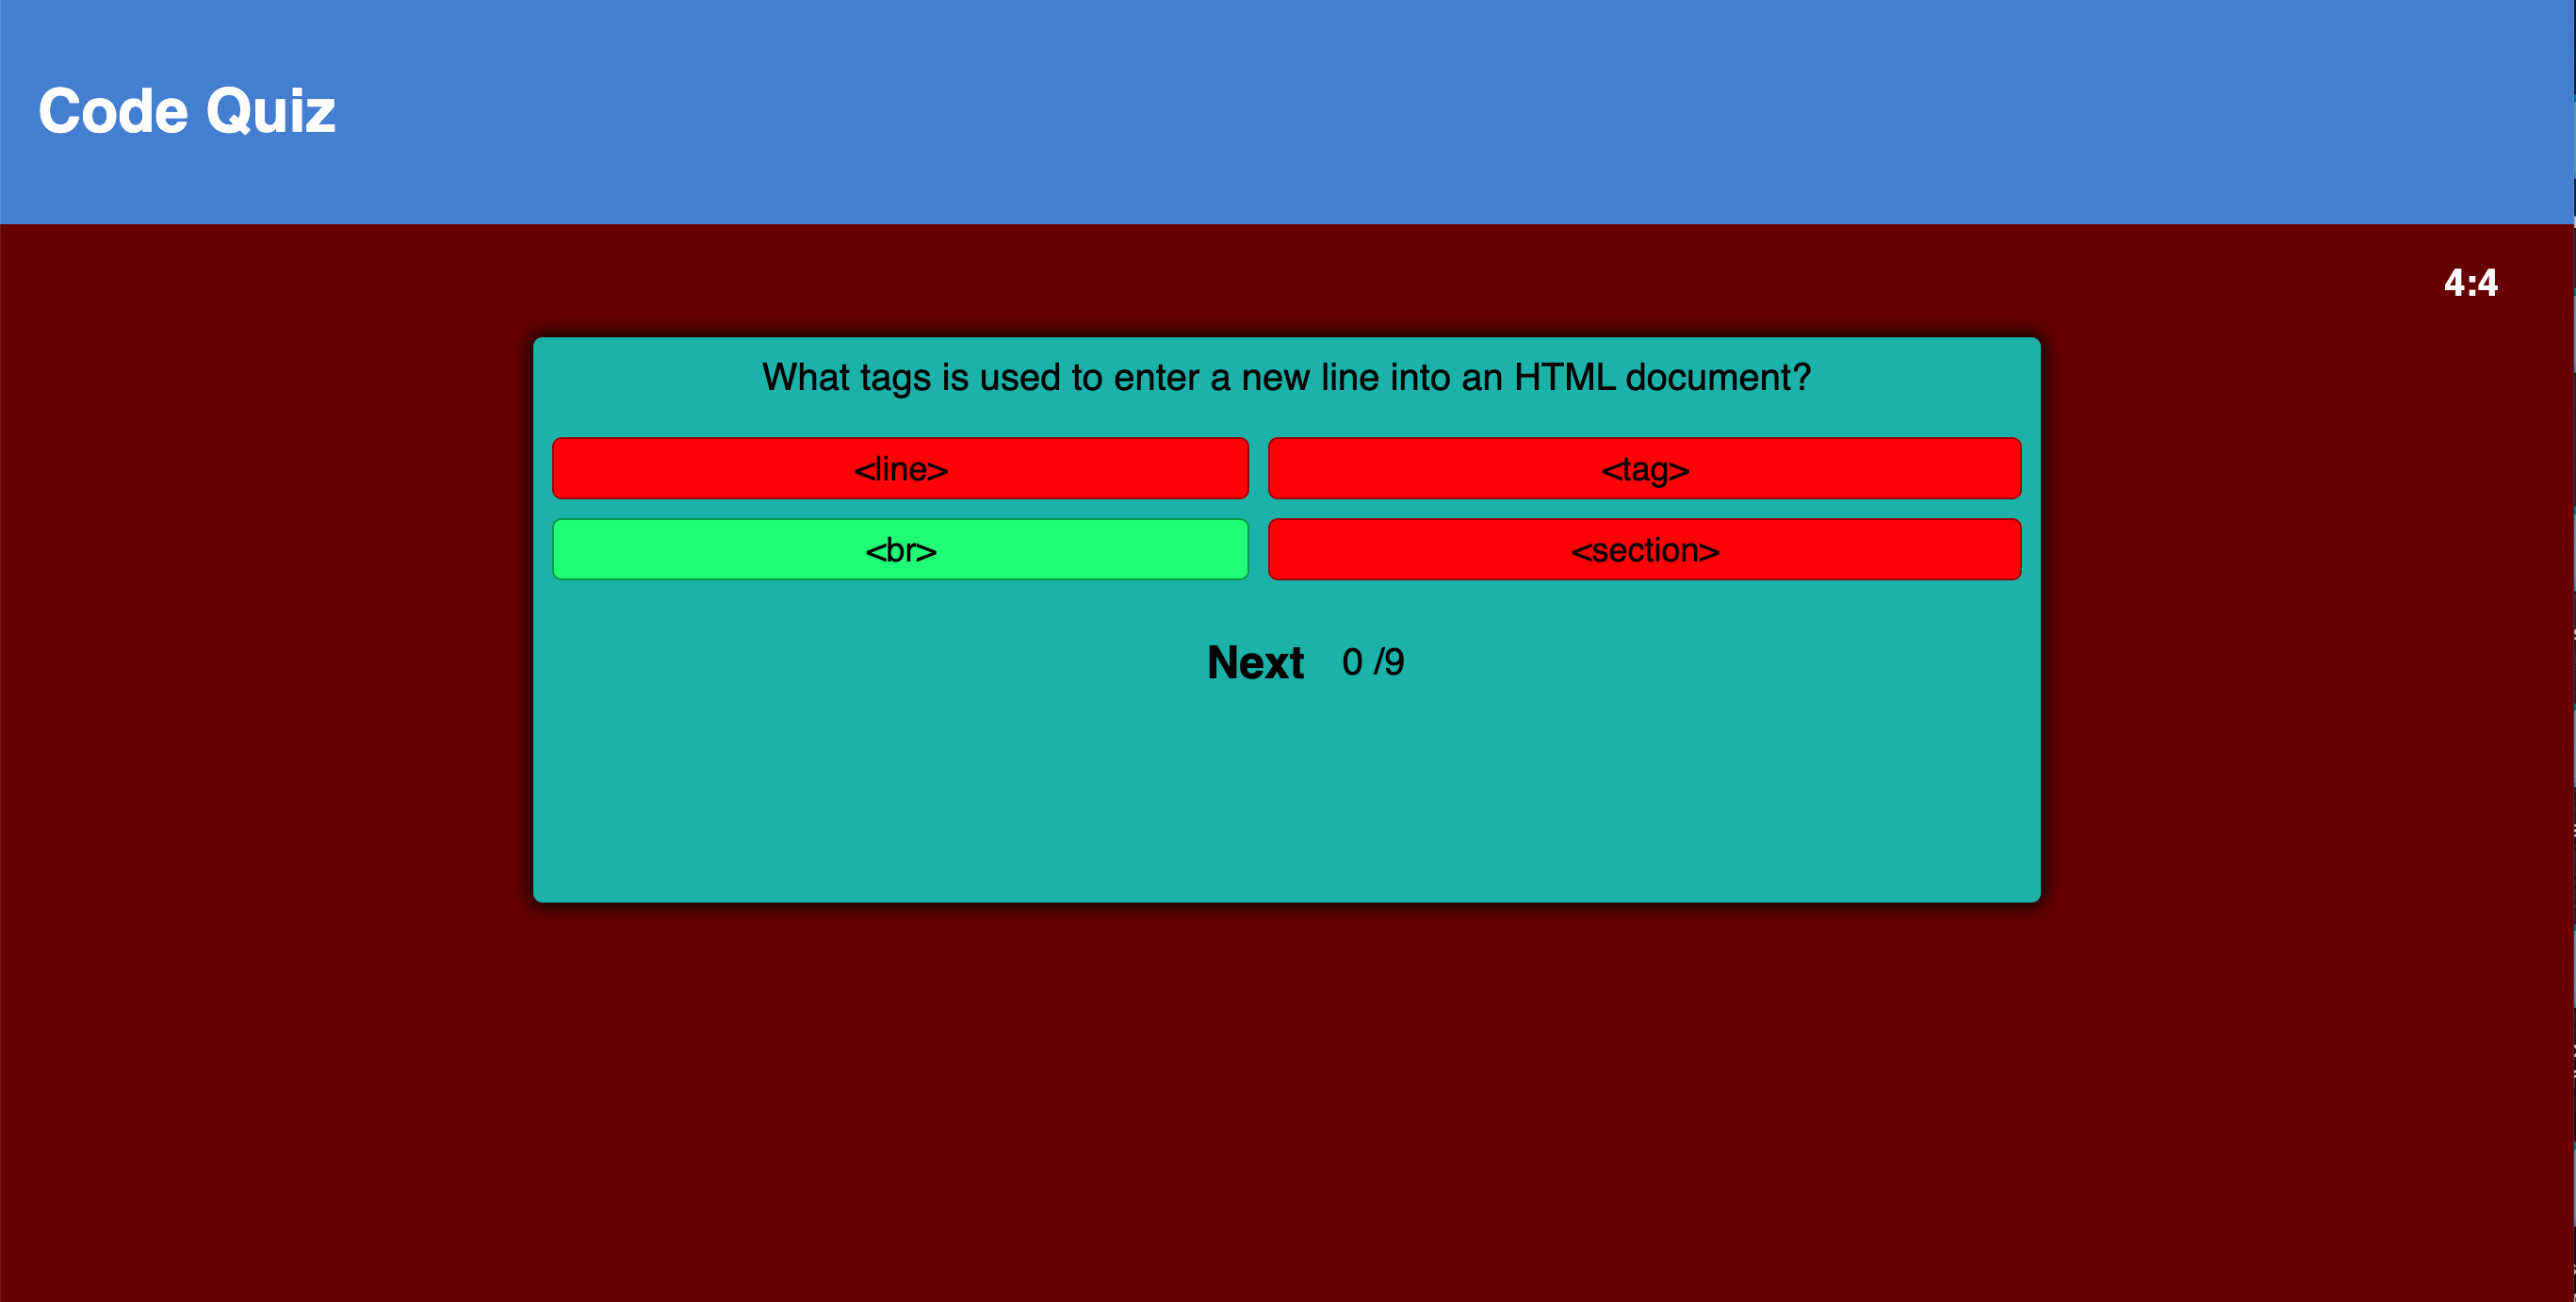 Code Quiz
4:4
What tags is used to enter a new line into an HTML document?
<line> <tag>
<br> <section>
Next 0 /9